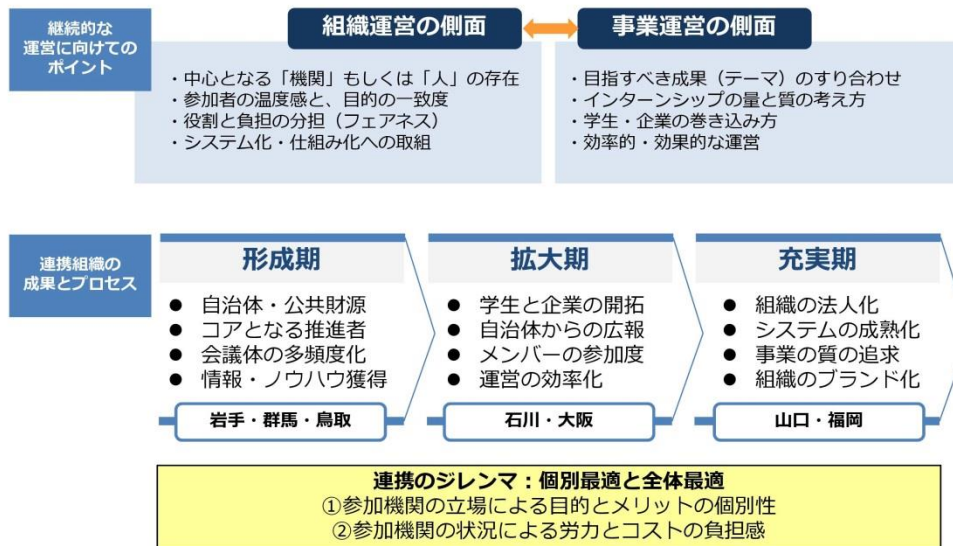 継続的な
運営に向けての
ポイント
組織運営の側面
・中心となる「機関」もしくは「人」の存在
・参加者の温度感と、目的の一致度
・役割と負担の分担（フェアネス）
・システム化・仕組み化への取組
事業運営の側面
・目指すべき成果（テーマ）のすり合わせ
・インターンシップの量と質の考え方
・学生・企業の巻き込み方
・効率的・効果的な運営
連携組織の
成果とプロセス
形成期
● 自治体・公共財源
● コアとなる推進者
● 会議体の多頻度化
● 情報・ノウハウ獲得
岩手・群馬・鳥取
拡大期
● 学生と企業の開拓
● 自治体からの広報
● メンバーの参加度
● 運営の効率化
石川・大阪
充実期
● 組織の法人化
● システムの成熟化
● 事業の質の追求
● 組織のブランド化
山口・福岡
連携のジレンマ：個別最適と全体最適
①参加機関の立場による目的とメリットの個別性
②参加機関の状況による労力とコストの負担感